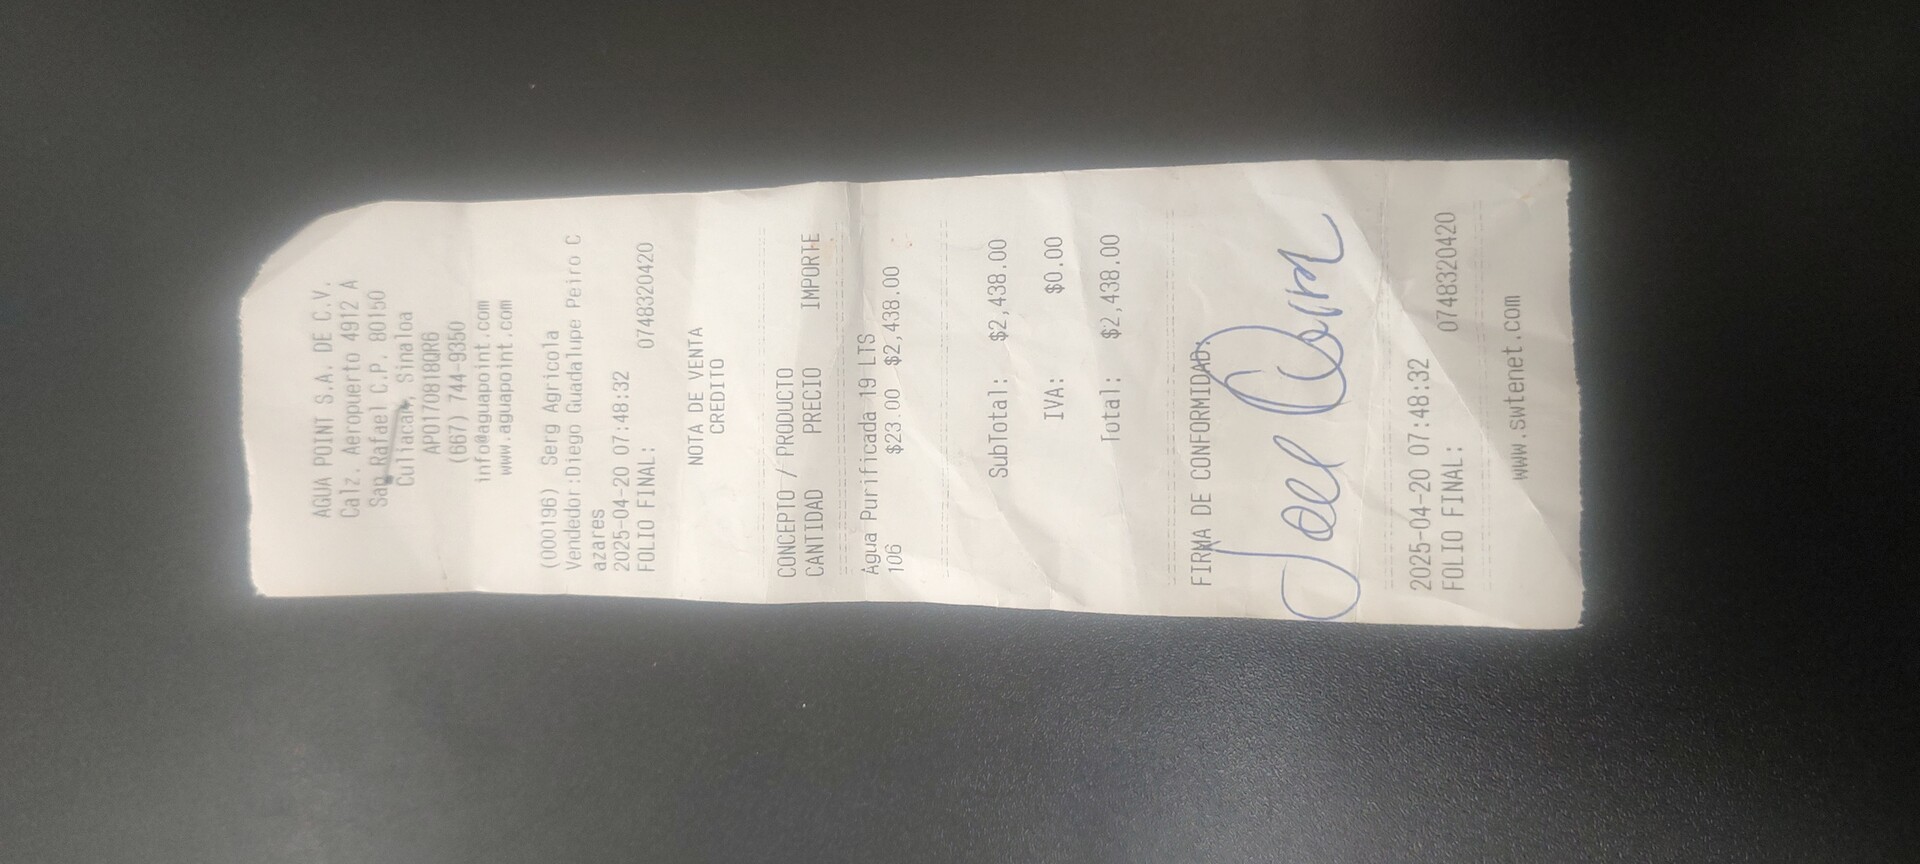 AGUA POINT S.A. DE C.V.
Calz. Aeropuerto 4912 A
San Rafael C.P. 80150
Culiacan, Sinaloa
APO170818QR6
(667) 744-9350
info@aguapoint.com
www.aguapoint.com
(000196) Serg Agricola
Vendedor:Diego Guadalupe Peiro C
azares
2025-04-20 07:48:32
FOLIO FINAL: 0748320420
NOTA DE VENTA
CREDITO
CONCEPTO / PRODUCTO
CANTIDAD PRECIO IMPORTE
Agua Purificada 19 LTS
106 $23.00 $2,438.00
SubTotal: $2,438.00
IVA: $0.00
Total: $2,438.00
FIRMA DE CONFORMIDAD:
Joel
2025-04-20 07:48:32
FOLIO FINAL: 0748320420
www.swtenet.com